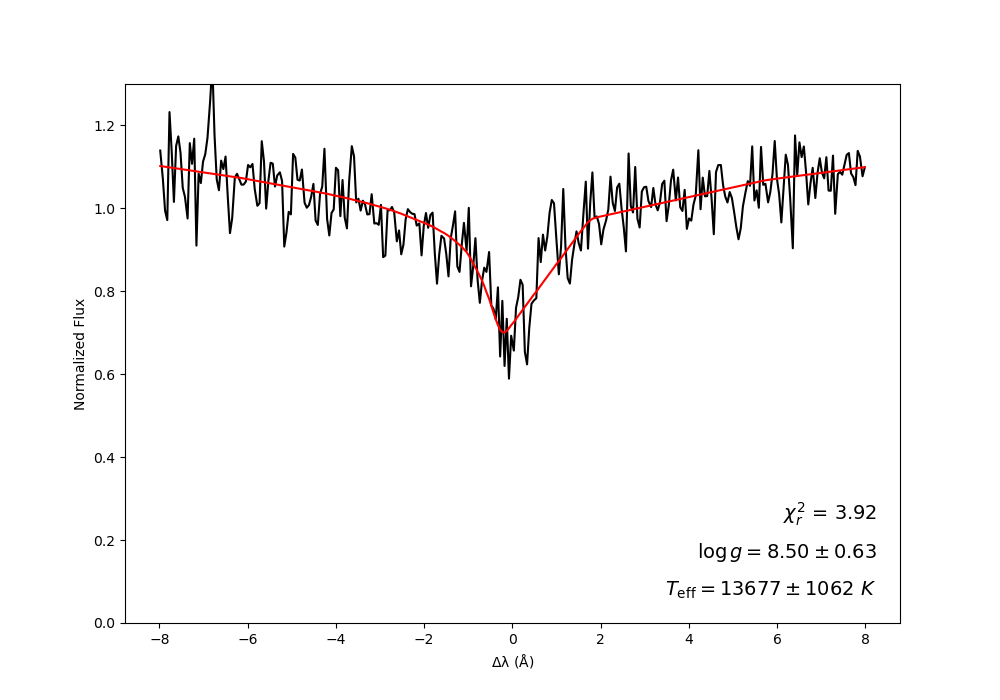 1.2
1.0
0.8
0.6
0.4
0.2
0.0
Normalized Flux
χ²ᵣ = 3.92
log g = 8.50 ± 0.63
T_eff = 13677 ± 1062 K
−8 −6 −4 −2 0 2 4 6 8
Δλ (Å)